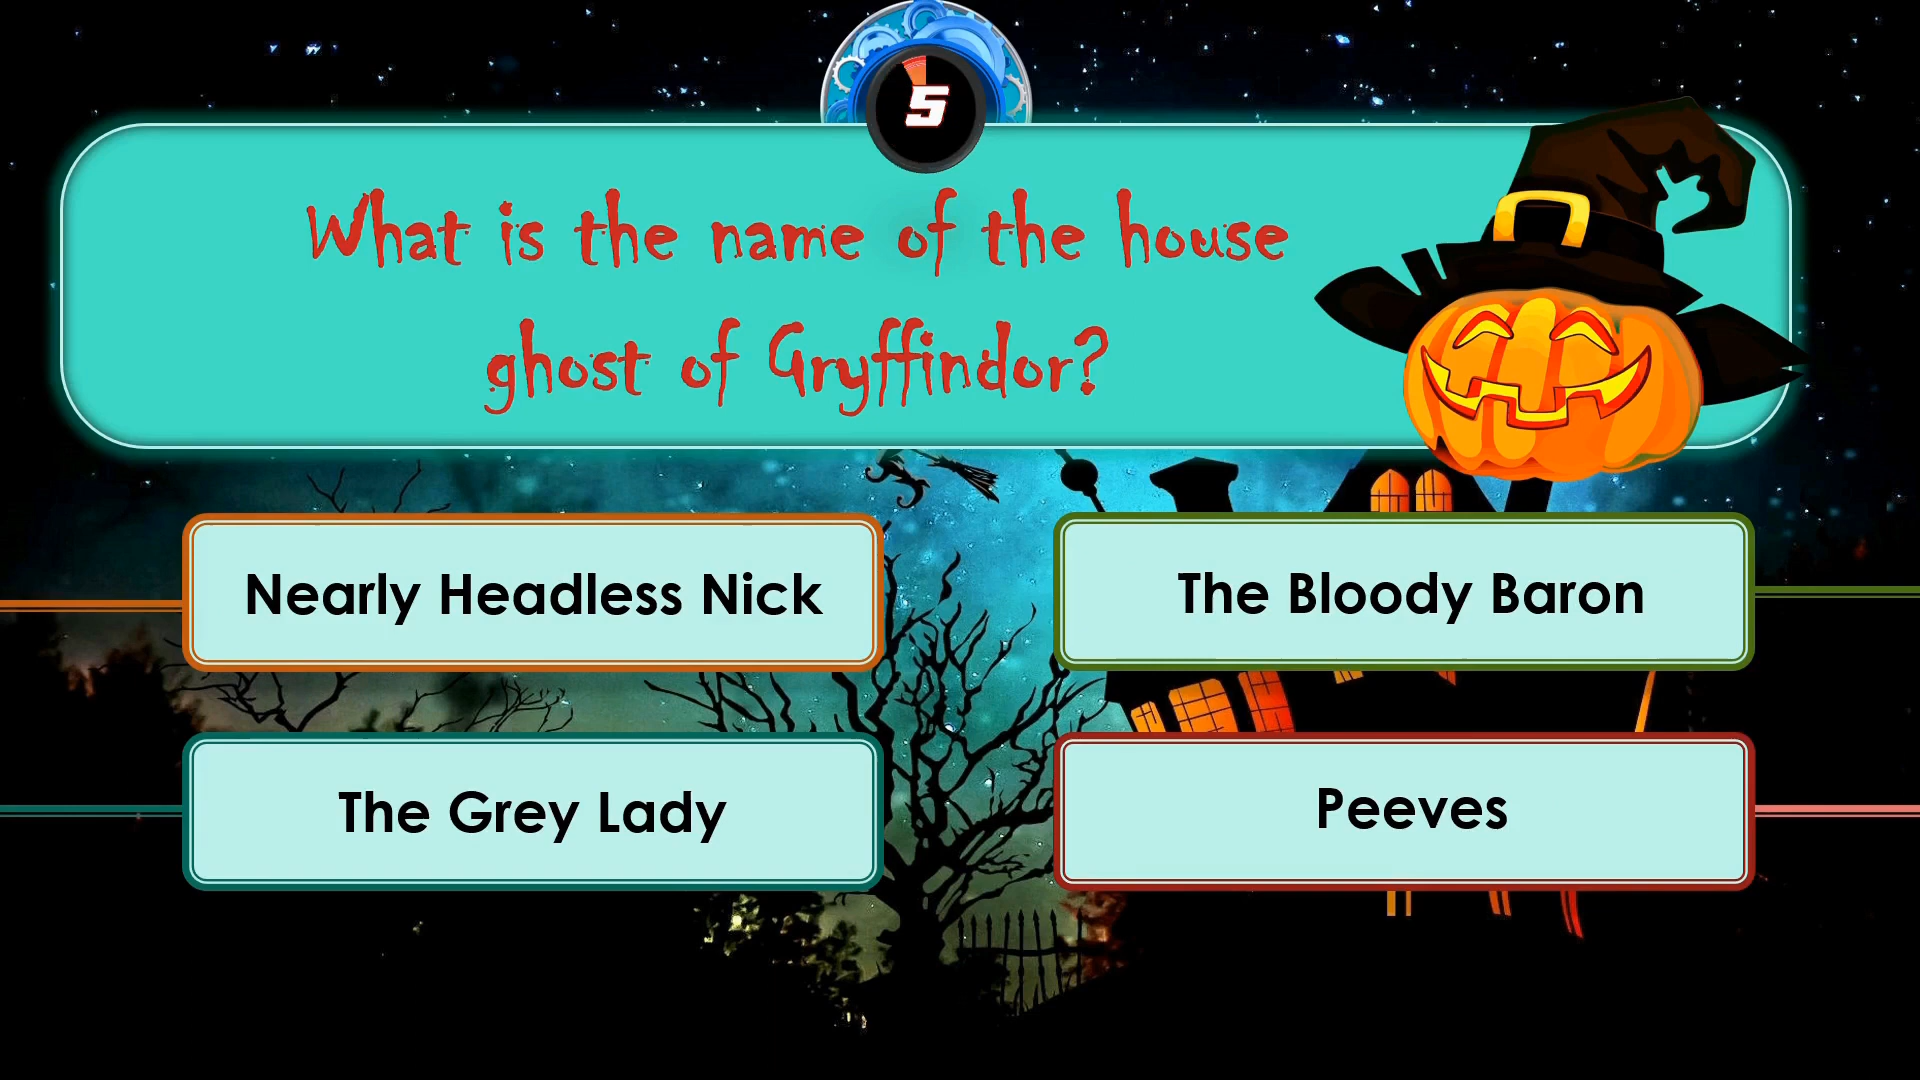 5
What is the name of the house
ghost of Gryffindor?
Nearly Headless Nick
The Bloody Baron
The Grey Lady
Peeves